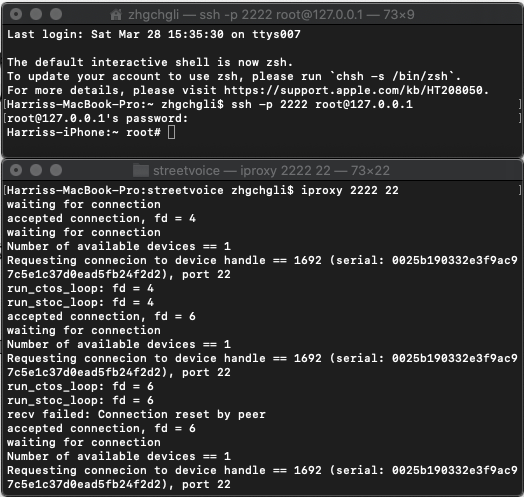 zhgchgli — ssh -p 2222 root@127.0.0.1 — 73×9
Last login: Sat Mar 28 15:35:30 on ttys007
The default interactive shell is now zsh.
To update your account to use zsh, please run `chsh -s /bin/zsh`.
For more details, please visit https://support.apple.com/kb/HT208050.
[Harriss-MacBook-Pro:~ zhgchgli$ ssh -p 2222 root@127.0.0.1 ]
[root@127.0.0.1's password: ]
Harriss-iPhone:~ root#
streetvoice — iproxy 2222 22 — 73×22
[Harriss-MacBook-Pro:streetvoice zhgchgli$ iproxy 2222 22 ]
waiting for connection
accepted connection, fd = 4
waiting for connection
Number of available devices == 1
Requesting connecion to device handle == 1692 (serial: 0025b190332e3f9ac9
7c5e1c37d0ead5fb24f2d2), port 22
run_ctos_loop: fd = 4
run_stoc_loop: fd = 4
accepted connection, fd = 6
waiting for connection
Number of available devices == 1
Requesting connecion to device handle == 1692 (serial: 0025b190332e3f9ac9
7c5e1c37d0ead5fb24f2d2), port 22
run_ctos_loop: fd = 6
run_stoc_loop: fd = 6
recv failed: Connection reset by peer
accepted connection, fd = 6
waiting for connection
Number of available devices == 1
Requesting connecion to device handle == 1692 (serial: 0025b190332e3f9ac9
7c5e1c37d0ead5fb24f2d2), port 22